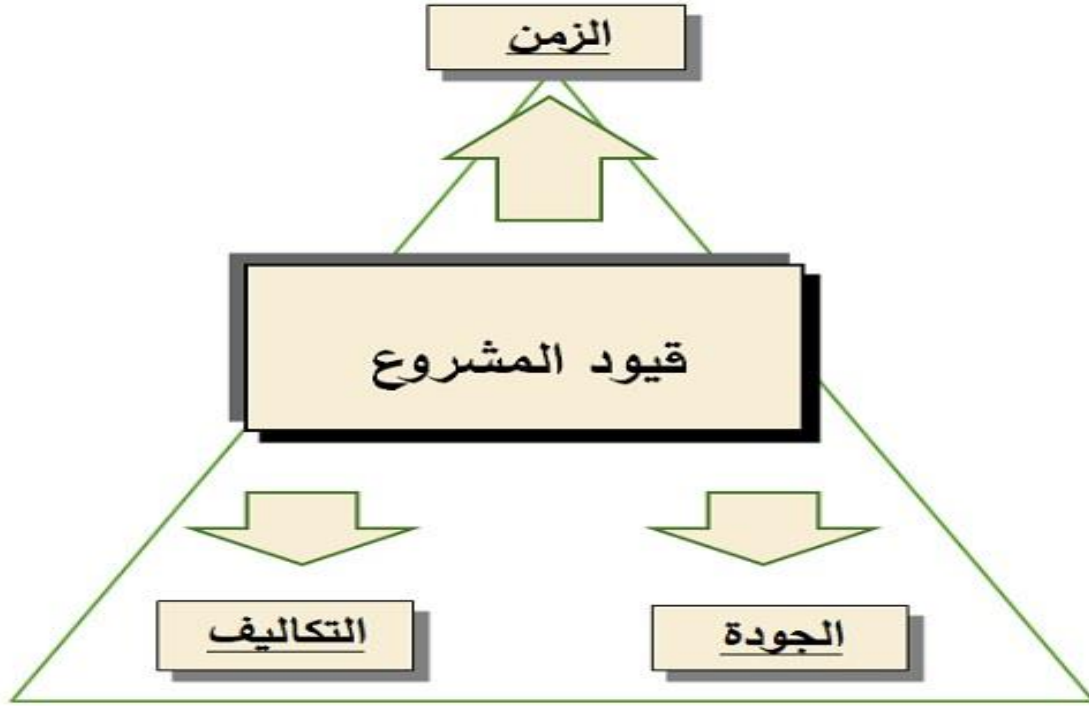 الزمن
قيود المشروع
الجودة
التكاليف